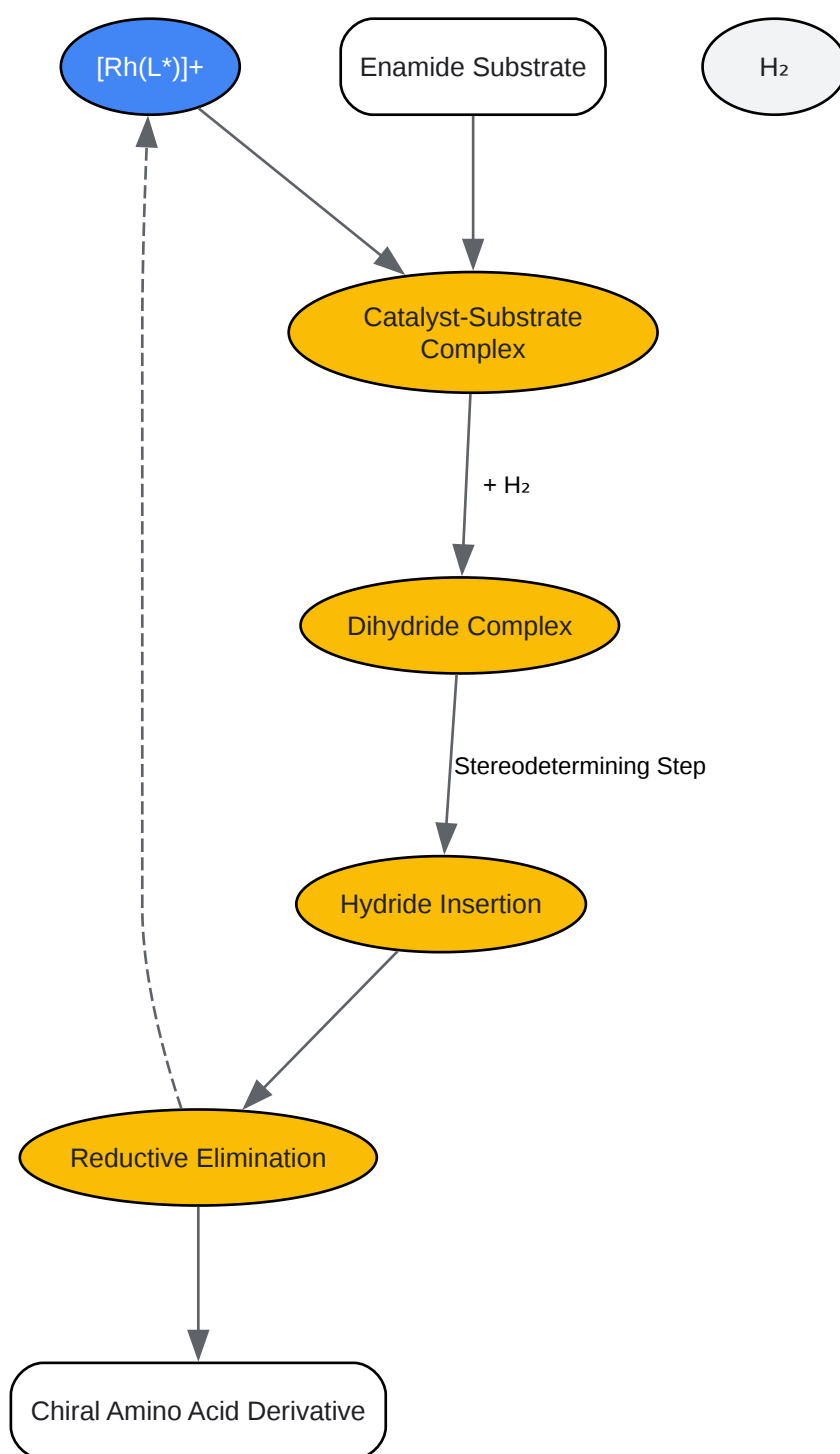 [Rh(L*)]+
Enamide Substrate
H₂
Catalyst-Substrate
Complex
+ H₂
Dihydride Complex
Stereodetermining Step
Hydride Insertion
Reductive Elimination
Chiral Amino Acid Derivative